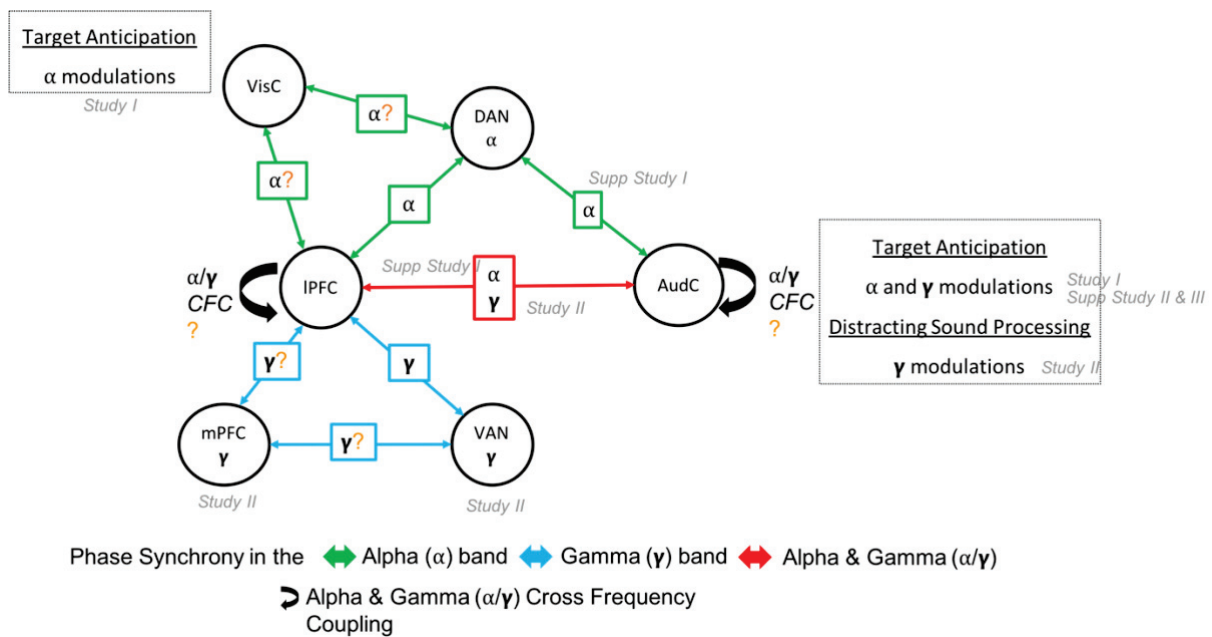 Target Anticipation
α modulations
Study I
VisC
α?
DAN
α
α?
α
Supp Study I
α
lPFC
α/γ
CFC
?
Supp Study I
α
γ
Study II
AudC
α/γ
CFC
?
Target Anticipation
α and γ modulations
Study I
Supp Study II & III
Distracting Sound Processing
γ modulations
Study II
γ?
γ
mPFC
γ
Study II
γ?
VAN
γ
Study II
Phase Synchrony in the Alpha (α) band Gamma (γ) band Alpha & Gamma (α/γ)
Alpha & Gamma (α/γ) Cross Frequency
Coupling